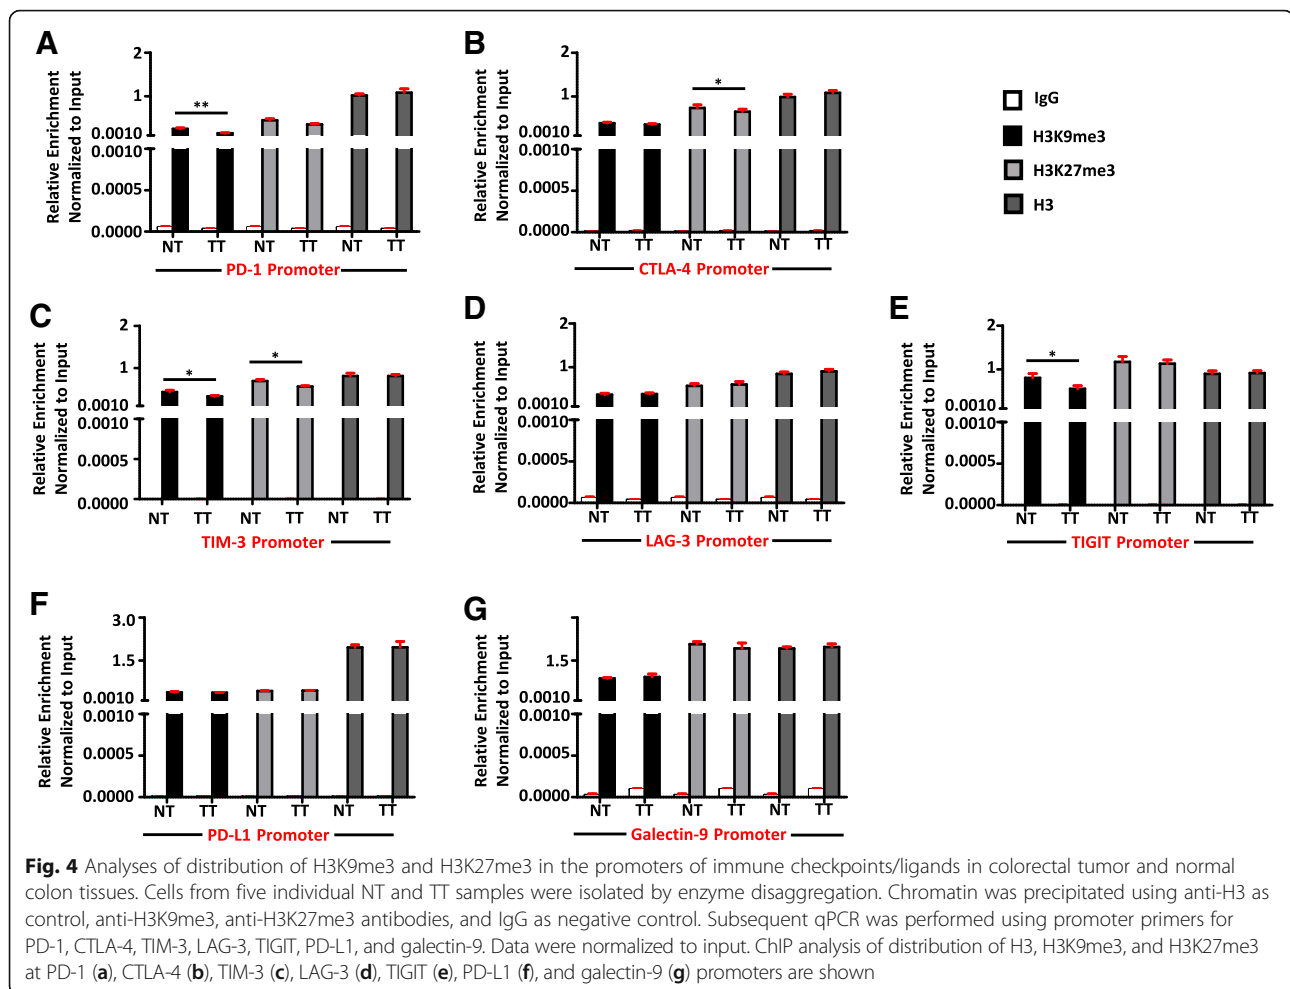 A
Relative Enrichment
Normalized to Input
2
1
0.0010
0.0010
0.0005
0.0000
**
NT TT NT TT NT TT
PD-1 Promoter
B
Relative Enrichment
Normalized to Input
2
1
0.0010
0.0010
0.0005
0.0000
*
NT TT NT TT NT TT
CTLA-4 Promoter
IgG
H3K9me3
H3K27me3
H3
C
Relative Enrichment
Normalized to Input
2
1
0.0010
0.0010
0.0005
0.0000
* *
NT TT NT TT NT TT
TIM-3 Promoter
D
Relative Enrichment
Normalized to Input
2
1
0.0010
0.0010
0.0005
0.0000
NT TT NT TT NT TT
LAG-3 Promoter
E
Relative Enrichment
Normalized to Input
2
1
0.0010
0.0010
0.0005
0.0000
*
NT TT NT TT NT TT
TIGIT Promoter
F
Relative Enrichment
Normalized to Input
3.0
1.5
0.0010
0.0010
0.0005
0.0000
NT TT NT TT NT TT
PD-L1 Promoter
G
Relative Enrichment
Normalized to Input
1.5
0.0010
0.0010
0.0005
0.0000
NT TT NT TT NT TT
Galectin-9 Promoter
Fig. 4 Analyses of distribution of H3K9me3 and H3K27me3 in the promoters of immune checkpoints/ligands in colorectal tumor and normal
colon tissues. Cells from five individual NT and TT samples were isolated by enzyme disaggregation. Chromatin was precipitated using anti-H3 as
control, anti-H3K9me3, anti-H3K27me3 antibodies, and IgG as negative control. Subsequent qPCR was performed using promoter primers for
PD-1, CTLA-4, TIM-3, LAG-3, TIGIT, PD-L1, and galectin-9. Data were normalized to input. ChIP analysis of distribution of H3, H3K9me3, and H3K27me3
at PD-1 (a), CTLA-4 (b), TIM-3 (c), LAG-3 (d), TIGIT (e), PD-L1 (f), and galectin-9 (g) promoters are shown